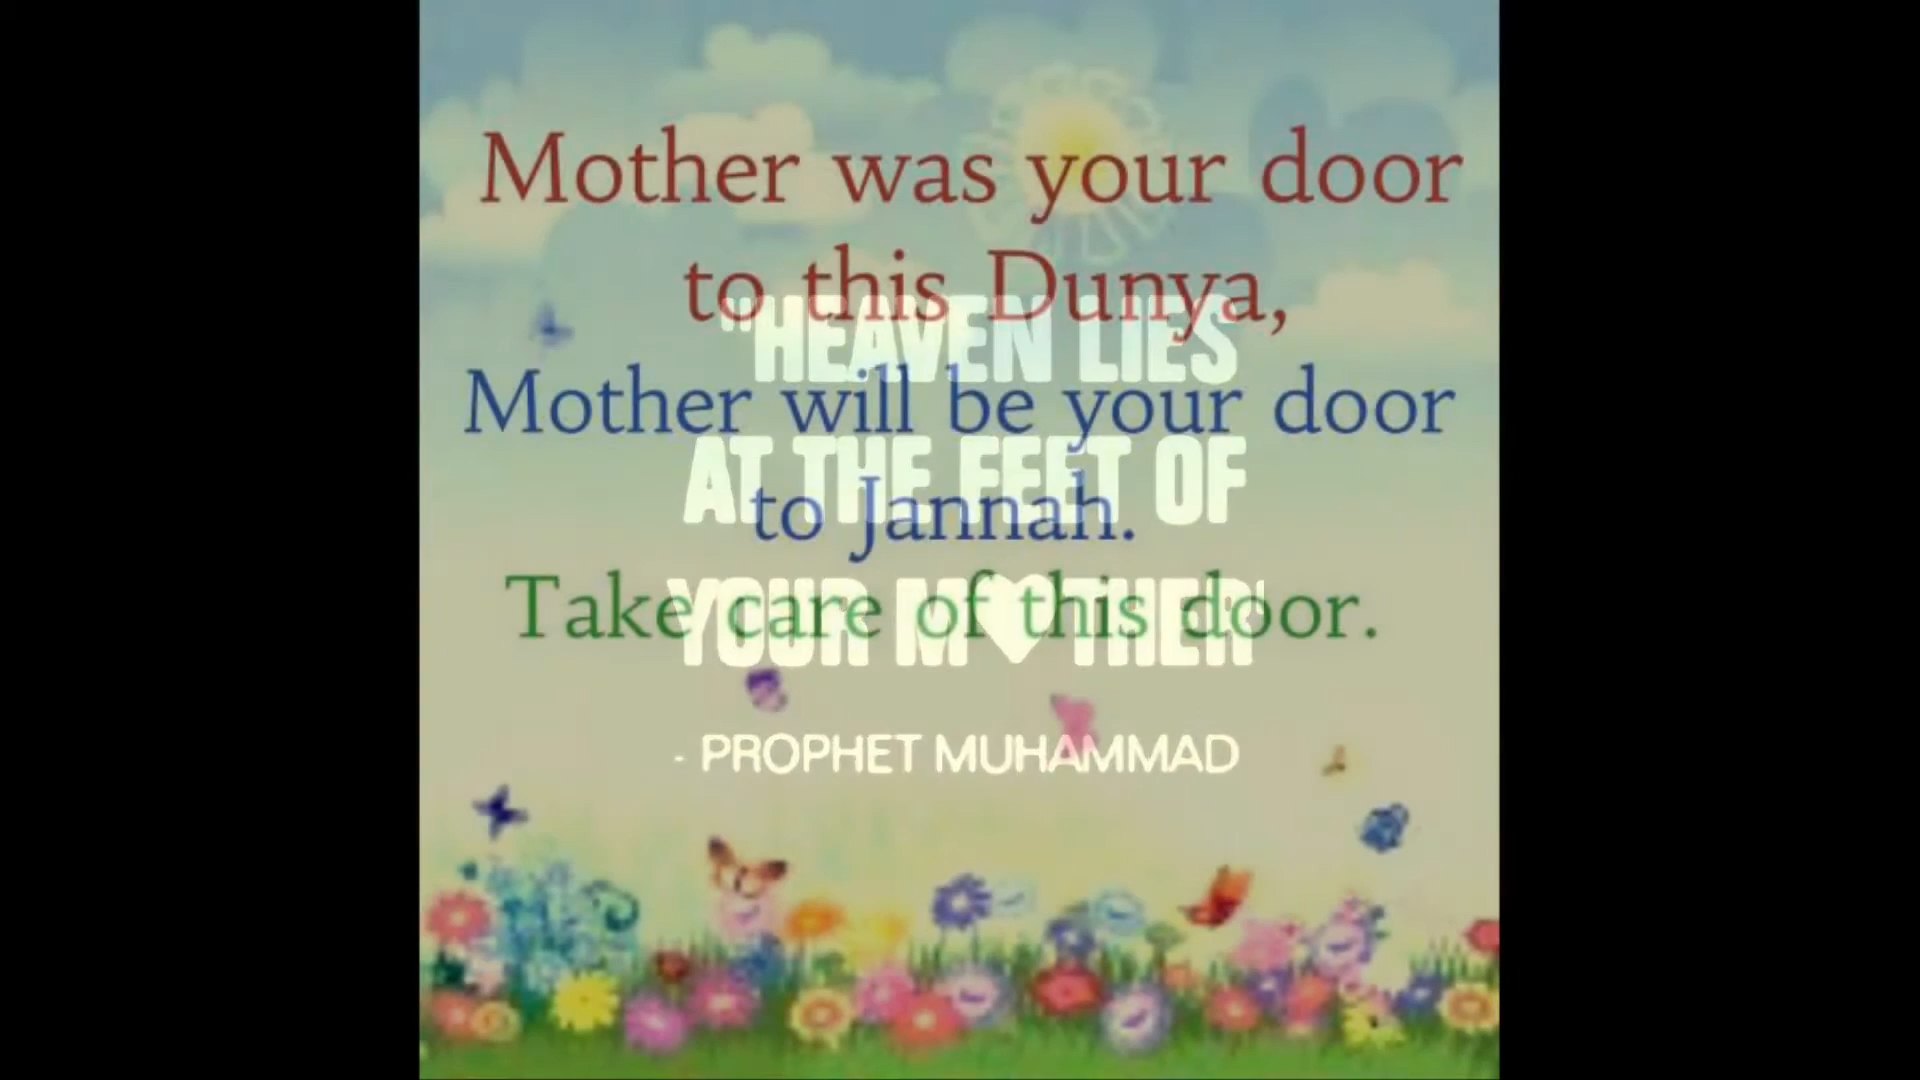 Mother was your door
to this Dunya,
Mother will be your door
to Jannah.
Take care of this door.
"HEAVEN LIES
AT THE FEET OF
YOUR M♥THER"
- PROPHET MUHAMMAD